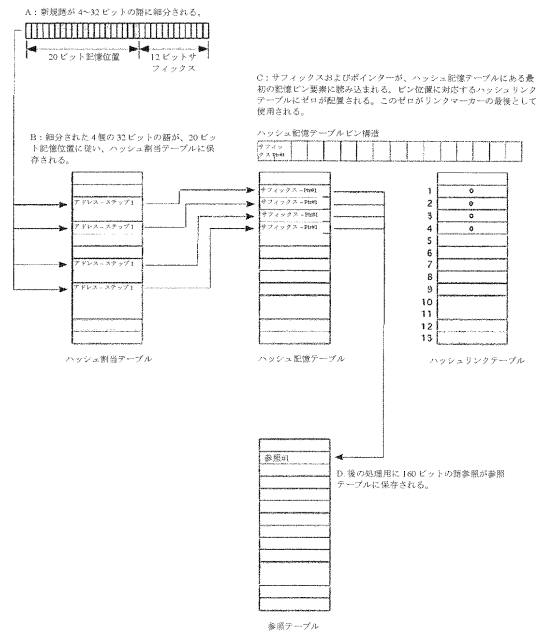 A：新規語が 4～32 ビットの語に細分される。
20ビット記憶位置
12ビットサ
フィックス
C：サフィックスおよびポインターが、ハッシュ記憶テーブルにある最
初の記憶ビン要素に読み込まれる。ビン位置に対応するハッシュリンク
テーブルにゼロが配置される。このゼロがリンクマーカーの最後として
使用される。
B：細分された 4 個の 32 ビットの語が、20 ビッ
ト記憶位置に従い、ハッシュ割当テーブルに保
存される。
ハッシュ記憶テーブルビン構造
サフィッ
クスPtr#1
アドレス－ステップ1
アドレス－ステップ1
アドレス－ステップ1
アドレス－ステップ1
ハッシュ割当テーブル
サフィックス－Ptr#1
サフィックス－Ptr#1
サフィックス－Ptr#1
サフィックス－Ptr#1
ハッシュ記憶テーブル
1 0
2 0
3 0
4 0
5
6
7
8
9
10
11
12
13
ハッシュリンクテーブル
参照#1
D. 後の処理用に 160 ビットの語参照が参照
テーブルに保存される。
参照テーブル